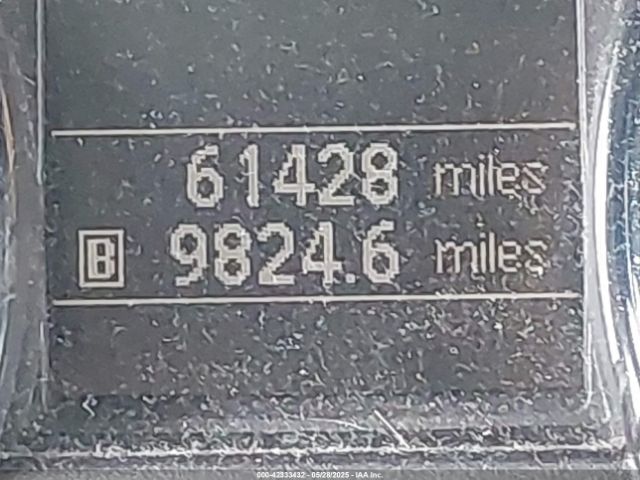 61428 miles
B 9824.6 miles
000-42333432 - 05/28/2025 - IAA Inc.